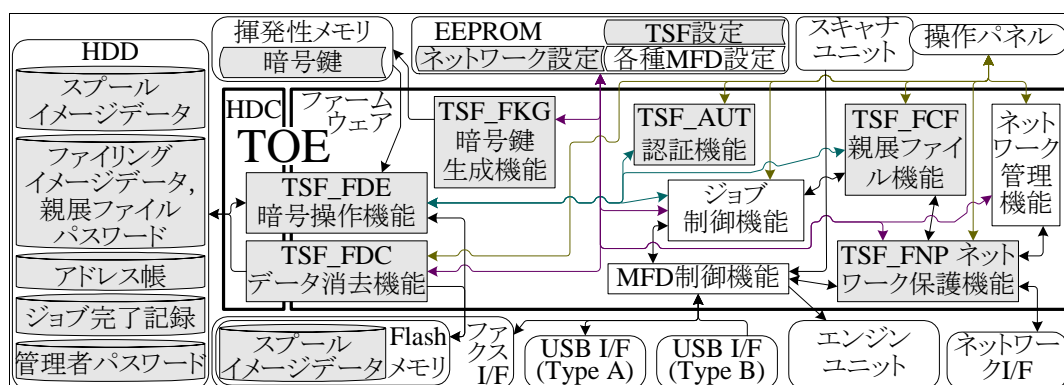 HDD
スプール
イメージデータ
ファイリング
イメージデータ,
親展ファイル
パスワード
アドレス帳
ジョブ完了記録
管理者パスワード
揮発性メモリ
暗号鍵
EEPROM
TSF設定
ネットワーク設定
各種MFD設定
スキャナ
ユニット
操作パネル
HDC
TOE
ファーム
ウェア
TSF_FKG
暗号鍵
生成機能
TSF_AUT
認証機能
TSF_FCF
親展ファイ
ル機能
ネット
ワーク
管理
機能
TSF_FDE
暗号操作機能
ジョブ
制御機能
TSF_FDC
データ消去機能
MFD制御機能
TSF_FNP ネット
ワーク保護機能
スプール
イメージデータ
Flash
メモリ
ファ
クス
I/F
USB I/F
(Type A)
USB I/F
(Type B)
エンジン
ユニット
ネットワー
クI/F